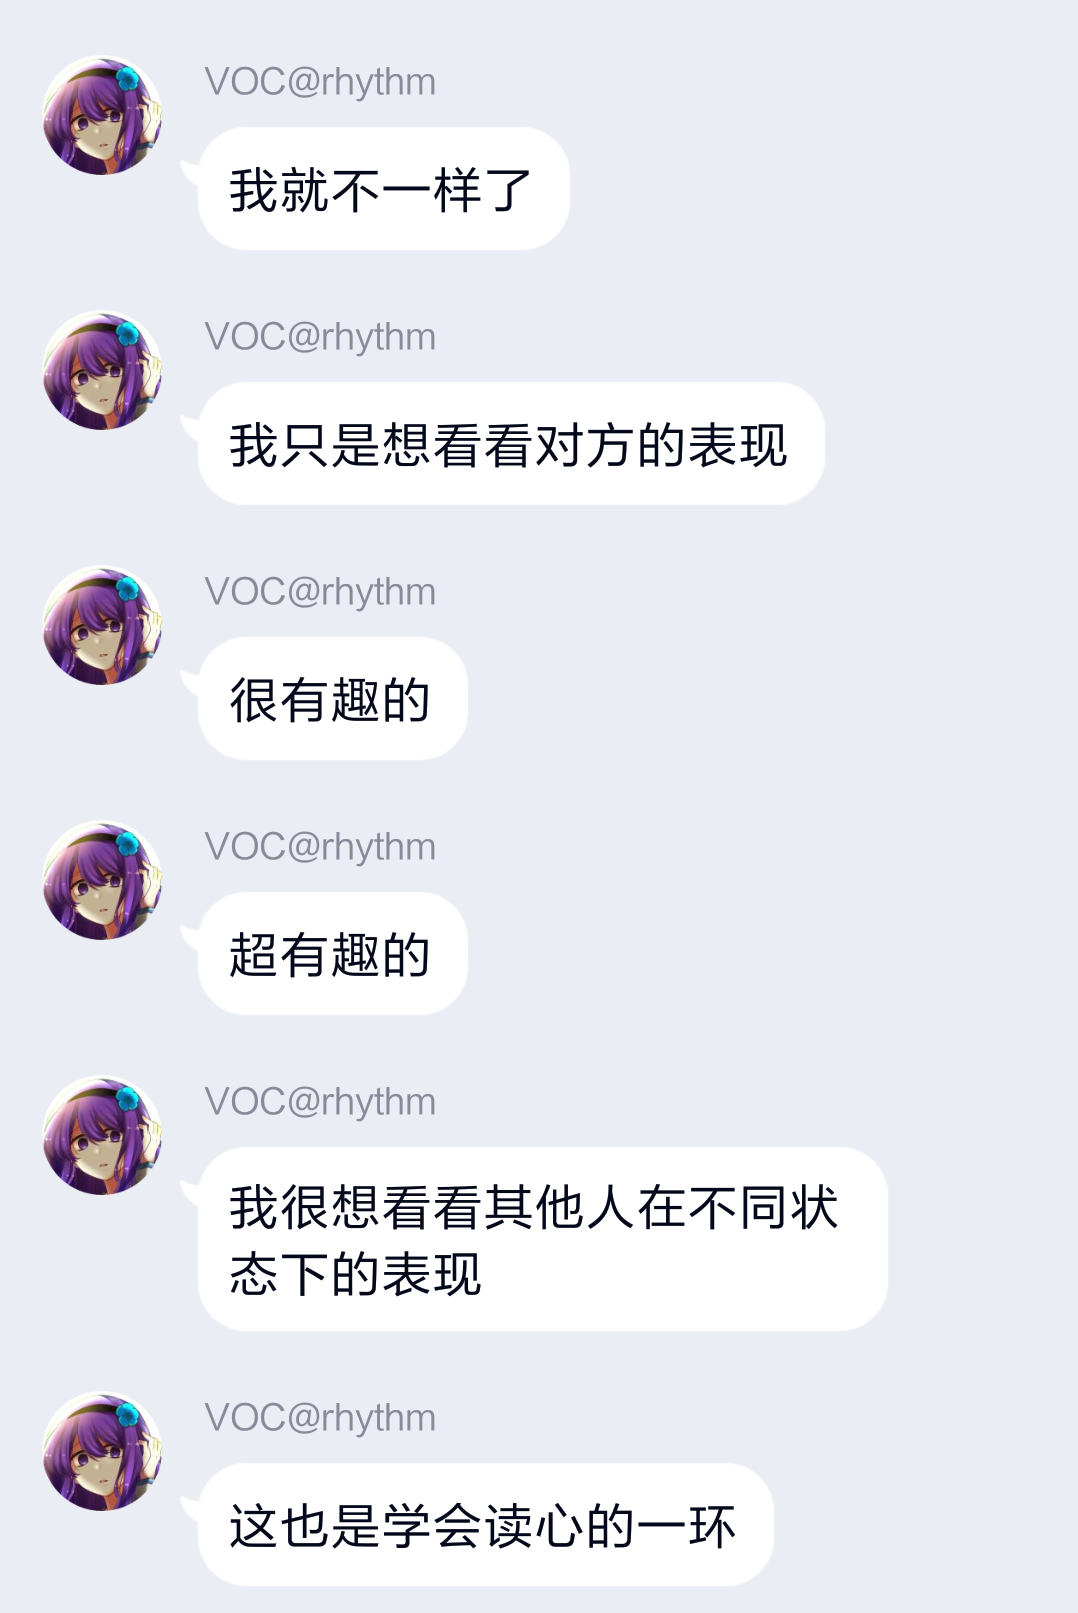 VOC@rhythm
我就不一样了
VOC@rhythm
我只是想看看对方的表现
VOC@rhythm
很有趣的
VOC@rhythm
超有趣的
VOC@rhythm
我很想看看其他人在不同状
态下的表现
VOC@rhythm
这也是学会读心的一环